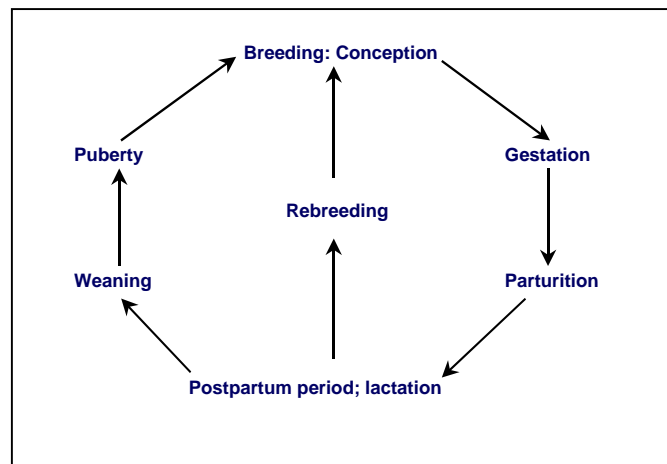 Breeding: Conception
Puberty
Gestation
Rebreeding
Weaning
Parturition
Postpartum period; lactation